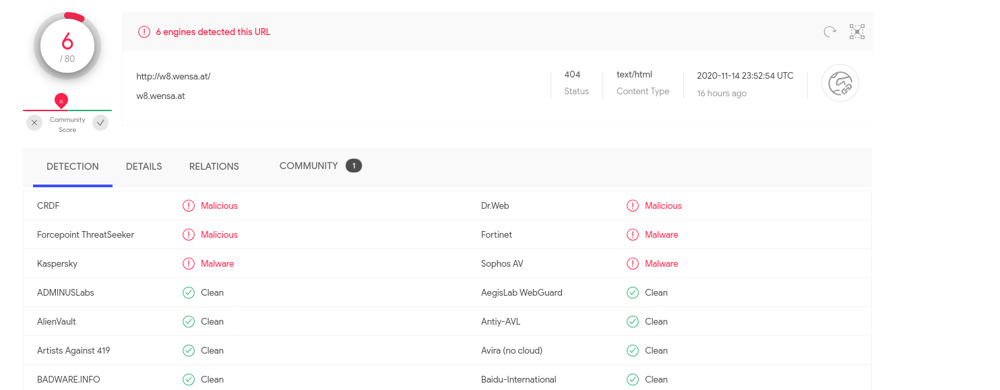 6
/ 80
Community
Score
6 engines detected this URL
http://w8.wensa.at/
w8.wensa.at
404
Status
text/html
Content Type
2020-11-14 23:52:54 UTC
16 hours ago
DETECTION DETAILS RELATIONS COMMUNITY 1
CRDF Malicious Dr.Web Malicious
Forcepoint ThreatSeeker Malicious Fortinet Malware
Kaspersky Malware Sophos AV Malware
ADMINUSLabs Clean AegisLab WebGuard Clean
AlienVault Clean Antiy-AVL Clean
Artists Against 419 Clean Avira (no cloud) Clean
BADWARE.INFO Clean Baidu-International Clean